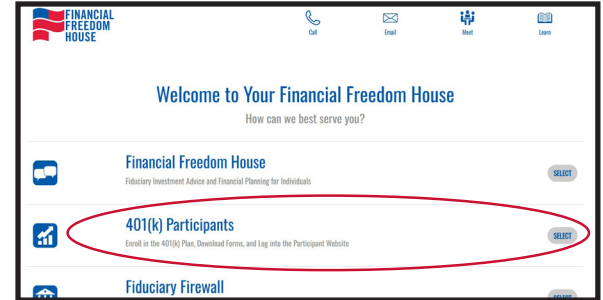 FINANCIAL
FREEDOM
HOUSE
Call
Email
Meet
Learn
Welcome to Your Financial Freedom House
How can we best serve you?
Financial Freedom House
Fiduciary Investment Advice and Financial Planning for Individuals
SELECT
401(k) Participants
Enroll in the 401(k) Plan, Download Forms, and Log into the Participant Website
SELECT
Fiduciary Firewall
SELECT